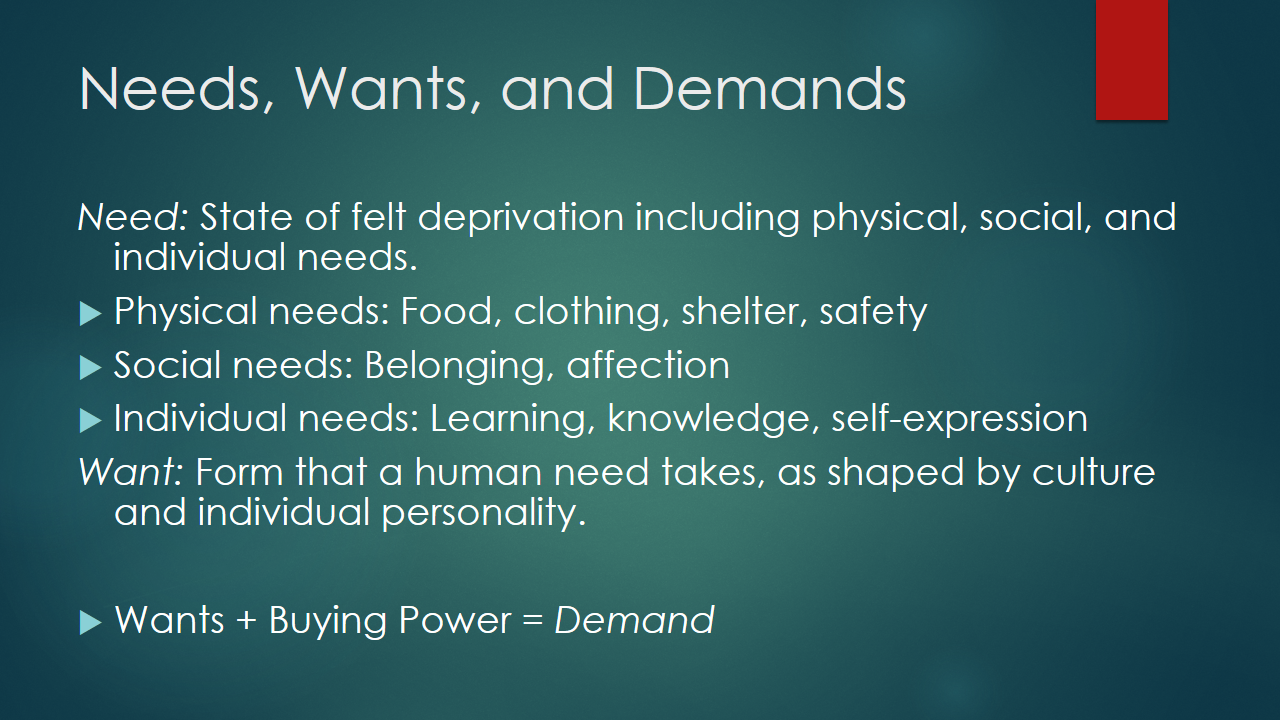 Needs, Wants, and Demands
Need: State of felt deprivation including physical, social, and
individual needs.
Physical needs: Food, clothing, shelter, safety
Social needs: Belonging, affection
Individual needs: Learning, knowledge, self-expression
Want: Form that a human need takes, as shaped by culture
and individual personality.
Wants + Buying Power = Demand